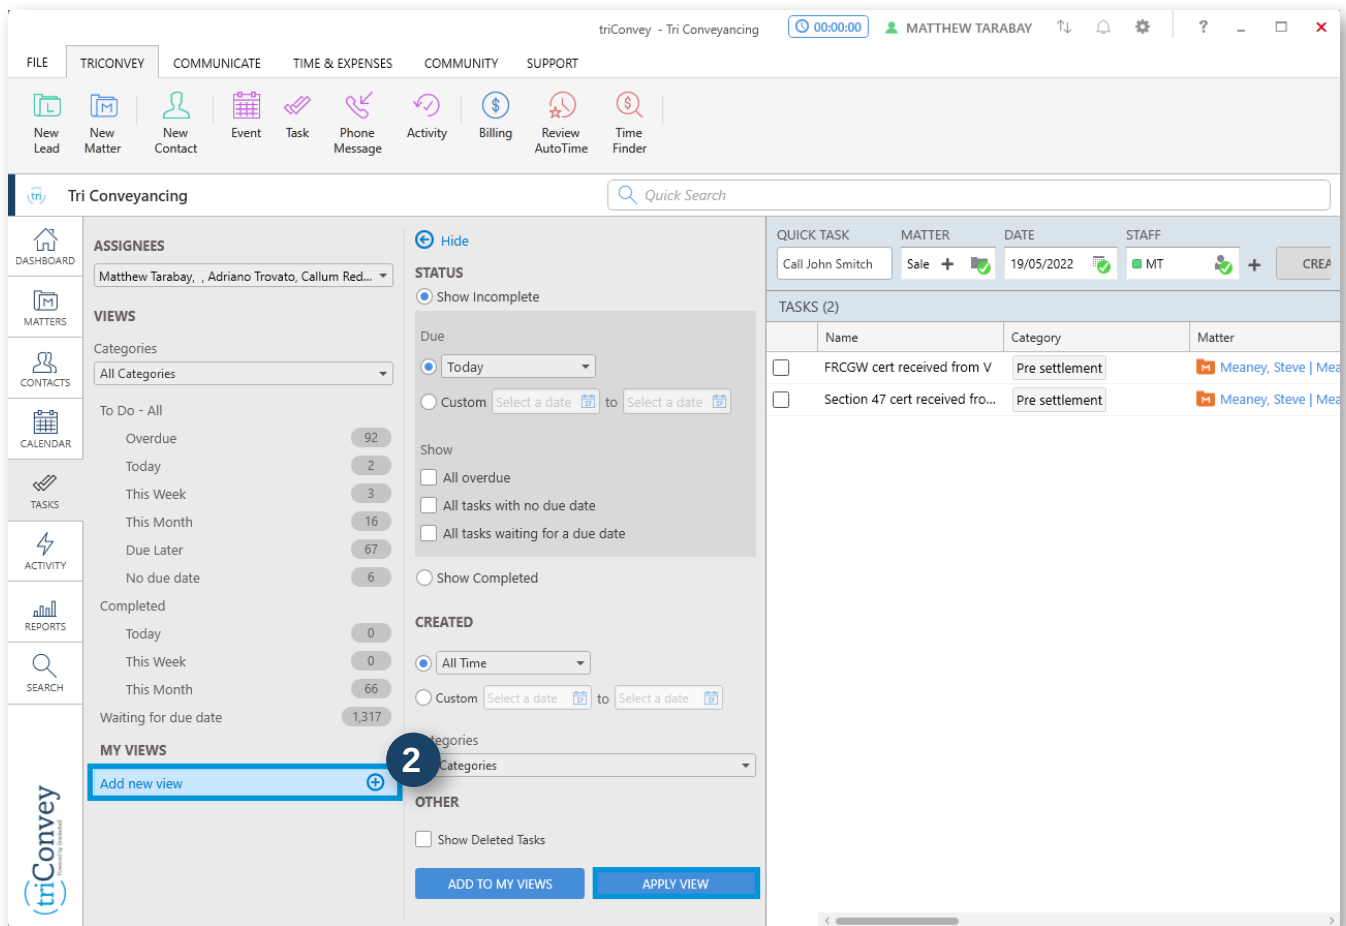 triConvey - Tri Conveyancing
00:00:00
MATTHEW TARABAY
?
FILE
TRICONVEY
COMMUNICATE
TIME & EXPENSES
COMMUNITY
SUPPORT
New Lead
New Matter
New Contact
Event
Task
Phone Message
Activity
Billing
Review AutoTime
Time Finder
tri
Tri Conveyancing
Quick Search
DASHBOARD
MATTERS
CONTACTS
CALENDAR
TASKS
ACTIVITY
REPORTS
SEARCH
(triConvey)
Powered by Smokeball
ASSIGNEES
Matthew Tarabay, , Adriano Trovato, Callum Red...
VIEWS
Categories
All Categories
To Do - All
Overdue 92
Today 2
This Week 3
This Month 16
Due Later 67
No due date 6
Completed
Today 0
This Week 0
This Month 66
Waiting for due date 1,317
MY VIEWS
Add new view
2
Hide
STATUS
Show Incomplete
Due
Today
Custom Select a date to Select a date
Show
All overdue
All tasks with no due date
All tasks waiting for a due date
Show Completed
CREATED
All Time
Custom Select a date to Select a date
tegories
Categories
OTHER
Show Deleted Tasks
ADD TO MY VIEWS
APPLY VIEW
QUICK TASK MATTER DATE STAFF
Call John Smitch Sale 19/05/2022 MT CREA
TASKS (2)
Name Category Matter
FRCGW cert received from V Pre settlement M Meaney, Steve | Mea
Section 47 cert received fro... Pre settlement M Meaney, Steve | Mea